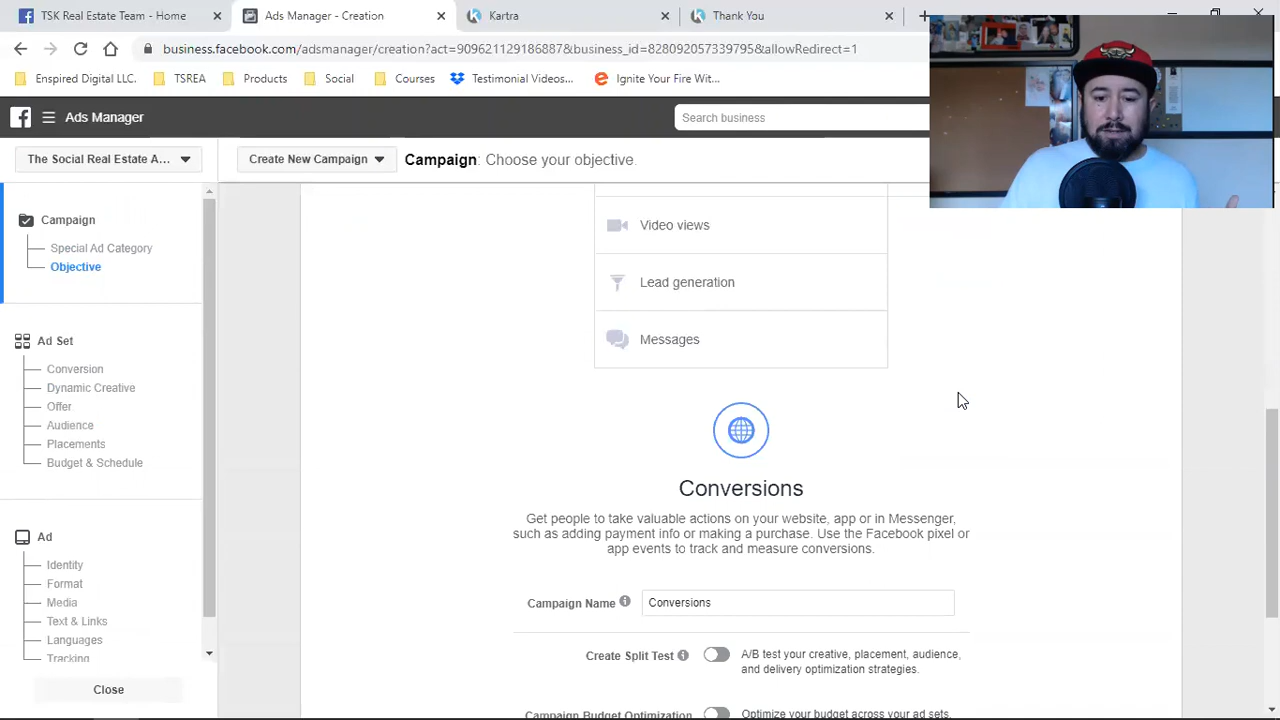 TSK Real Estate Team - Home
Ads Manager - Creation
Kartra
Thank You
business.facebook.com/adsmanager/creation?act=909621129186887&business_id=828092057339795&allowRedirect=1
Enspired Digital LLC.
TSREA
Products
Social
Courses
Testimonial Videos...
Ignite Your Fire Wit...
Ads Manager
Search business
The Social Real Estate A...
Create New Campaign
Campaign: Choose your objective.
Campaign
Special Ad Category
Objective
Ad Set
Conversion
Dynamic Creative
Offer
Audience
Placements
Budget & Schedule
Ad
Identity
Format
Media
Text & Links
Languages
Tracking
Close
Video views
Lead generation
Messages
Conversions
Get people to take valuable actions on your website, app or in Messenger,
such as adding payment info or making a purchase. Use the Facebook pixel or
app events to track and measure conversions.
Campaign Name
Conversions
Create Split Test
A/B test your creative, placement, audience,
and delivery optimization strategies.
Campaign Budget Optimization
Optimize your budget across your ad sets.